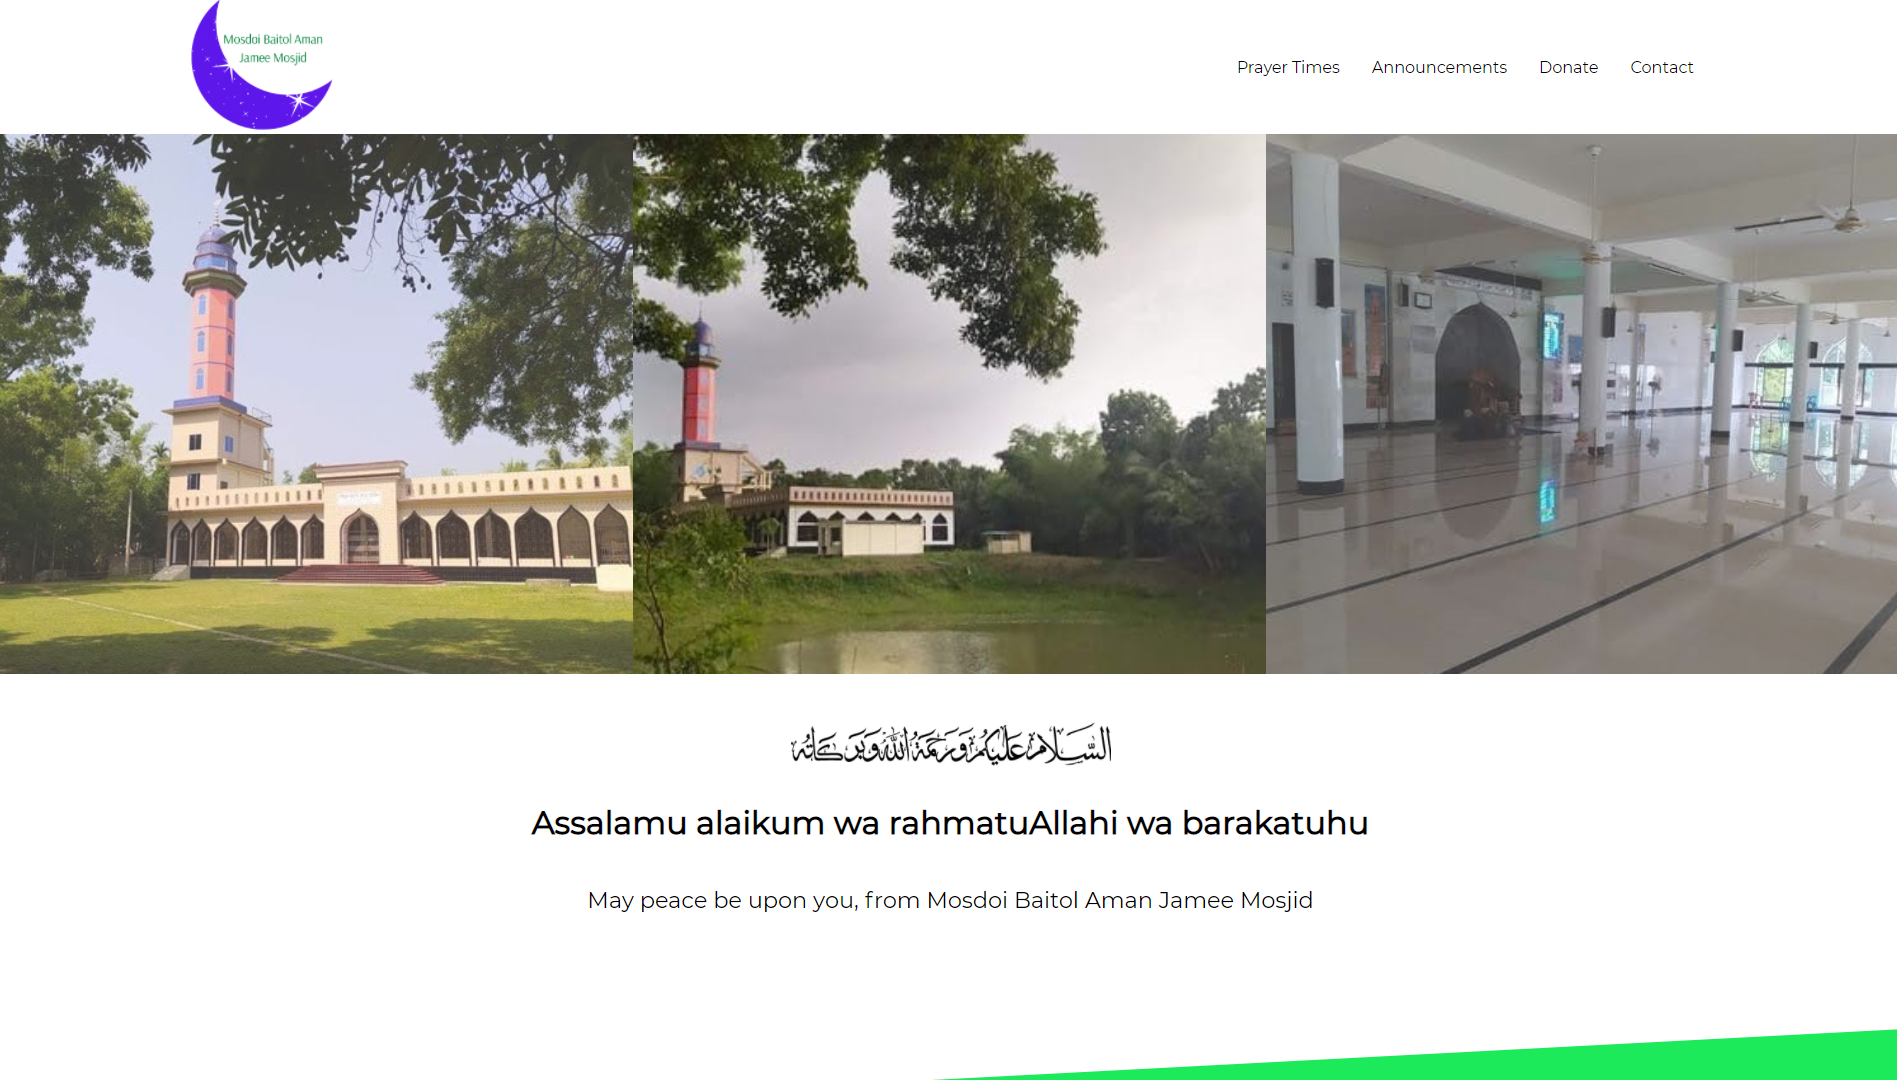 Mosdoi Baitol Aman
Jamee Mosjid
Prayer Times
Announcements
Donate
Contact
السَّلَامُ عَلَيْكُمْ وَرَحْمَةُ اللهِ وَبَرَكَاتُهُ
Assalamu alaikum wa rahmatuAllahi wa barakatuhu
May peace be upon you, from Mosdoi Baitol Aman Jamee Mosjid